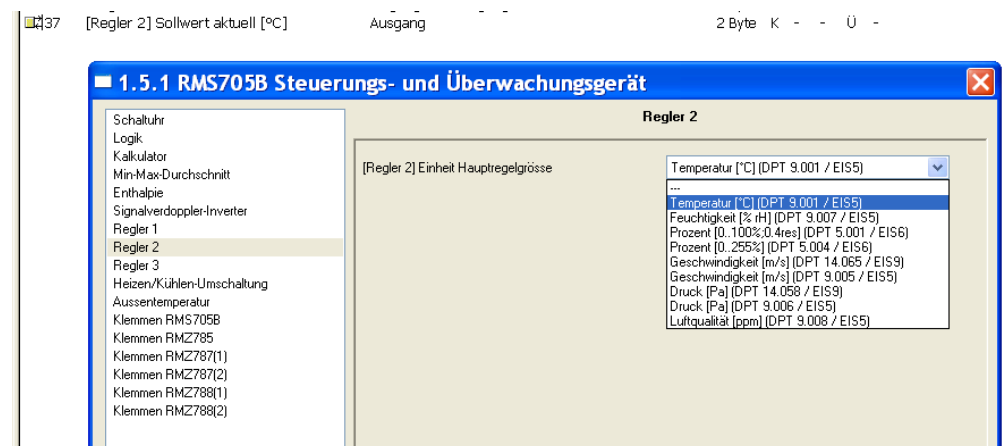 37 [Regler 2] Sollwert aktuell [°C] Ausgang 2 Byte K - - Ü -
1.5.1 RMS705B Steuerungs- und Überwachungsgerät
Schaltuhr
Logik
Kalkulator
Min-Max-Durchschnitt
Enthalpie
Signalverdoppler-Inverter
Regler 1
Regler 2
Regler 3
Heizen/Kühlen-Umschaltung
Aussentemperatur
Klemmen RMS705B
Klemmen RMZ785
Klemmen RMZ787(1)
Klemmen RMZ787(2)
Klemmen RMZ788(1)
Klemmen RMZ788(2)
Regler 2
[Regler 2] Einheit Hauptregelgrösse
Temperatur [°C] (DPT 9.001 / EIS5)
---
Temperatur [°C] (DPT 9.001 / EIS5)
Feuchtigkeit [% rH] (DPT 9.007 / EIS5)
Prozent [0..100%;0.4res] (DPT 5.001 / EIS6)
Prozent [0..255%] (DPT 5.004 / EIS6)
Geschwindigkeit [m/s] (DPT 14.065 / EIS9)
Geschwindigkeit [m/s] (DPT 9.005 / EIS5)
Druck [Pa] (DPT 14.058 / EIS9)
Druck [Pa] (DPT 9.006 / EIS5)
Luftqualität [ppm] (DPT 9.008 / EIS5)